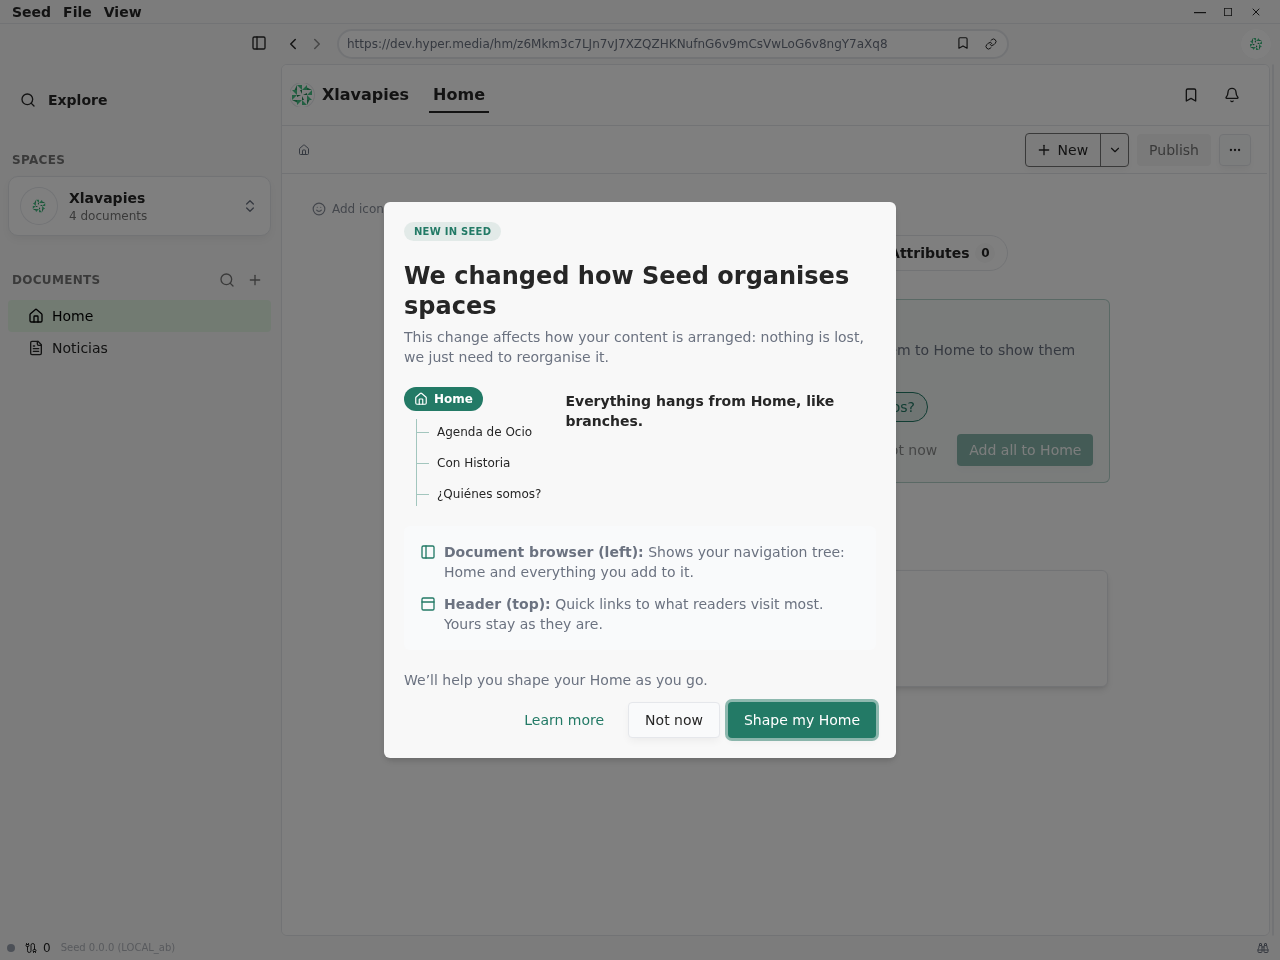 Seed File View
https://dev.hyper.media/hm/z6Mkm3c7LJn7vJ7XZQZHKNufnG6v9mCsVwLoG6v8ngY7aXq8
Explore
Xlavapies Home
New Publish
SPACES
Xlavapies
4 documents
Add icon
DOCUMENTS
Home
Noticias
Attributes 0
to Home to show them
Add all to Home
NEW IN SEED
We changed how Seed organises
spaces
This change affects how your content is arranged: nothing is lost,
we just need to reorganise it.
Home
Agenda de Ocio
Con Historia
¿Quiénes somos?
Everything hangs from Home, like
branches.
Document browser (left): Shows your navigation tree:
Home and everything you add to it.
Header (top): Quick links to what readers visit most.
Yours stay as they are.
We’ll help you shape your Home as you go.
Learn more Not now Shape my Home
0 Seed 0.0.0 (LOCAL_ab)